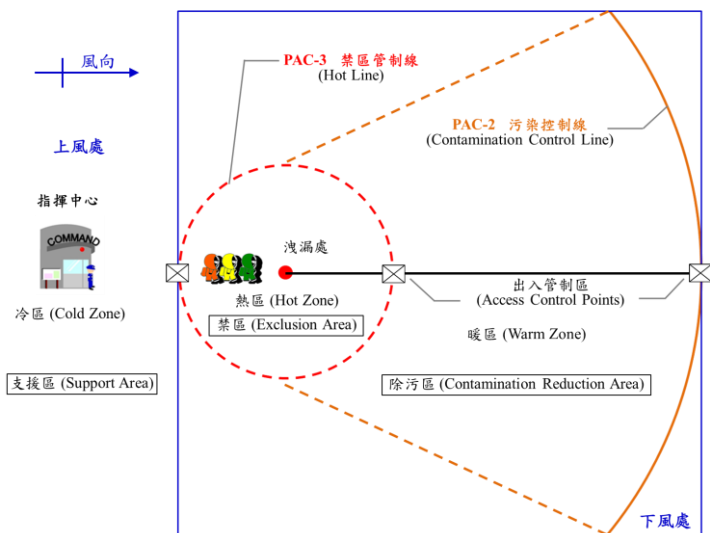 風向
PAC-3 禁區管制線
(Hot Line)
PAC-2 污染控制線
(Contamination Control Line)
上風處
指揮中心
COMMAND
洩漏處
出入管制區
(Access Control Points)
熱區 (Hot Zone)
冷區 (Cold Zone)
禁區 (Exclusion Area)
暖區 (Warm Zone)
支援區 (Support Area)
除污區 (Contamination Reduction Area)
下風處